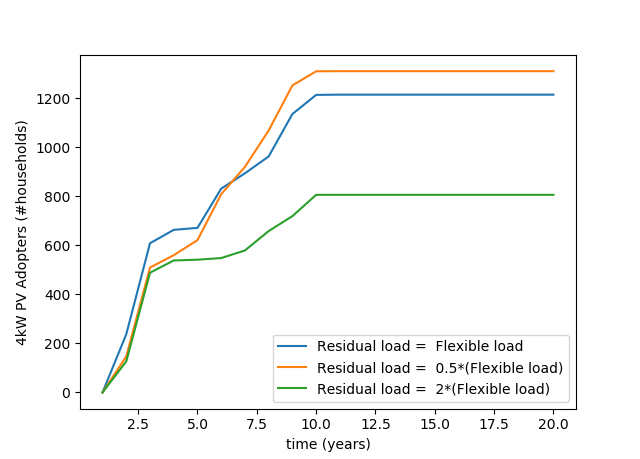 4kW PV Adopters (#households)
1200
1000
800
600
400
200
0
Residual load =  Flexible load
Residual load =  0.5*(Flexible load)
Residual load =  2*(Flexible load)
2.5 5.0 7.5 10.0 12.5 15.0 17.5 20.0
time (years)